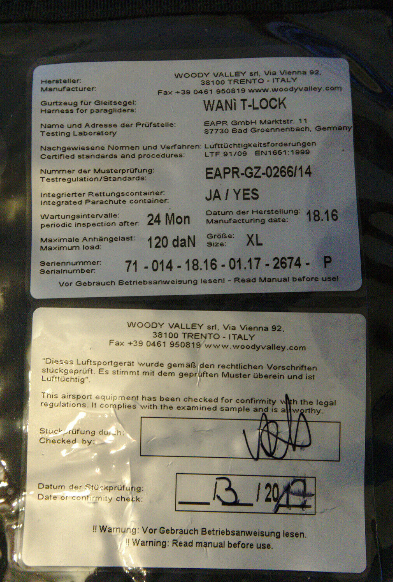 Hersteller: WOODY VALLEY srl, Via Vienna 92,
Manufacturer: 38100 TRENTO - ITALY
Fax +39 0461 950819 www.woodyvalley.com
Gurtzeug für Gleitsegel: WANi T-LOCK
Harness for paragliders:
Name und Adresse der Prüfstelle: EAPR GmbH Marktstr. 11
Testing Laboratory 87730 Bad Groennenbach, Germany
Nachgewiesene Normen und Verfahren: Lufttüchtigkeitsforderungen
Certified standards and procedures: LTF 91/09 EN1651:1999
Nummer der Musterprüfung: EAPR-GZ-0266/14
Testregulation/Standards:
Integrierter Rettungscontainer: JA / YES
Integrated Parachute container:
Wartungsintervalle: 24 Mon Datum der Herstellung: 18.16
periodic inspection after Manufacturing date:
Maximale Anhängelast: 120 daN Größe: XL
Maximum load: Size:
Seriennummer: 71 - 014 - 18.16 - 01.17 - 2674 - P
Serialnumber:
Vor Gebrauch Betriebsanweisung lesen! - Read Manual before use!
WOODY VALLEY srl, Via Vienna 92,
38100 TRENTO - ITALY
Fax +39 0461 950819 www.woodyvalley.com
"Dieses Luftsportgerät wurde gemäß den rechtlichen Vorschriften
stückgeprüft. Es stimmt mit dem geprüften Muster überein und ist
Lufttüchtig".
This airsport equipment has been checked for confirmity with the legal
regulations. It complies with the examined sample and is airworthy.
Stückprüfung durch:
Checked by:
Datum der Stückprüfung: 13 / 2017
Date or confirmity check:
!! Warnung: Vor Gebrauch Betriebsanweisung lesen.
!! Warning: Read manual before use.